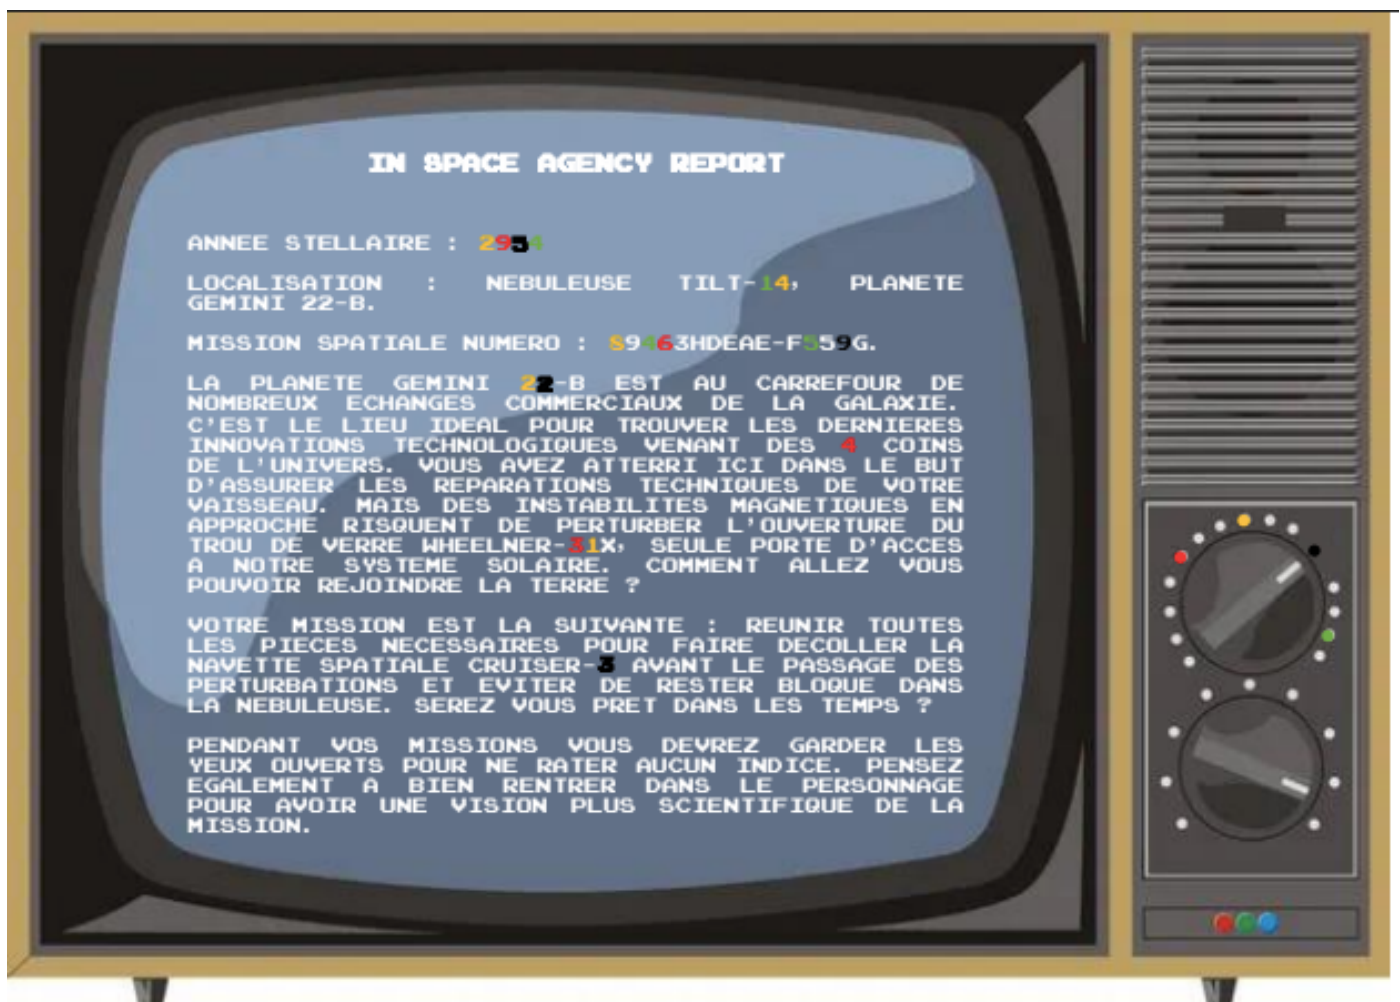 IN SPACE AGENCY REPORT
ANNEE STELLAIRE : 2954
LOCALISATION : NEBULEUSE TILT-14, PLANETE
GEMINI 22-B.
MISSION SPATIALE NUMERO : 89463HDEAE-F559G.
LA PLANETE GEMINI 22-B EST AU CARREFOUR DE
NOMBREUX ECHANGES COMMERCIAUX DE LA GALAXIE.
C'EST LE LIEU IDEAL POUR TROUVER LES DERNIERES
INNOVATIONS TECHNOLOGIQUES VENANT DES 4 COINS
DE L'UNIVERS. VOUS AVEZ ATTERRI ICI DANS LE BUT
D'ASSURER LES REPARATIONS TECHNIQUES DE VOTRE
VAISSEAU. MAIS DES INSTABILITES MAGNETIQUES EN
APPROCHE RISQUENT DE PERTURBER L'OUVERTURE DU
TROU DE VERRE WHEELNER-31X, SEULE PORTE D'ACCES
A NOTRE SYSTEME SOLAIRE. COMMENT ALLEZ VOUS
POUVOIR REJOINDRE LA TERRE ?
VOTRE MISSION EST LA SUIVANTE : REUNIR TOUTES
LES PIECES NECESSAIRES POUR FAIRE DECOLLER LA
NAVETTE SPATIALE CRUISER-3 AVANT LE PASSAGE DES
PERTURBATIONS ET EVITER DE RESTER BLOQUE DANS
LA NEBULEUSE. SEREZ VOUS PRET DANS LES TEMPS ?
PENDANT VOS MISSIONS VOUS DEVREZ GARDER LES
YEUX OUVERTS POUR NE RATER AUCUN INDICE. PENSEZ
EGALEMENT A BIEN RENTRER DANS LE PERSONNAGE
POUR AVOIR UNE VISION PLUS SCIENTIFIQUE DE LA
MISSION.